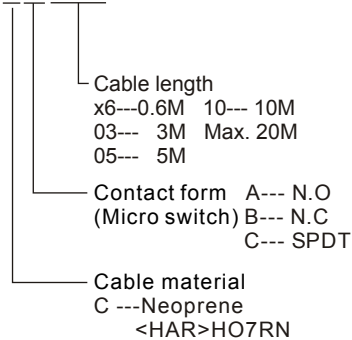 Cable length
x6---0.6M 10--- 10M
03--- 3M Max. 20M
05--- 5M
Contact form A--- N.O
(Micro switch) B--- N.C
C--- SPDT
Cable material
C ---Neoprene
<HAR>HO7RN